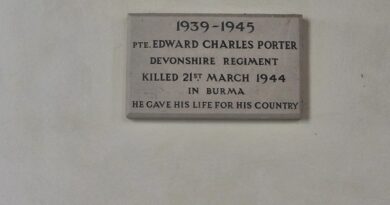 1939-1945
PTE. EDWARD CHARLES PORTER
DEVONSHIRE REGIMENT
KILLED 21ST MARCH 1944
IN BURMA
HE GAVE HIS LIFE FOR HIS COUNTRY